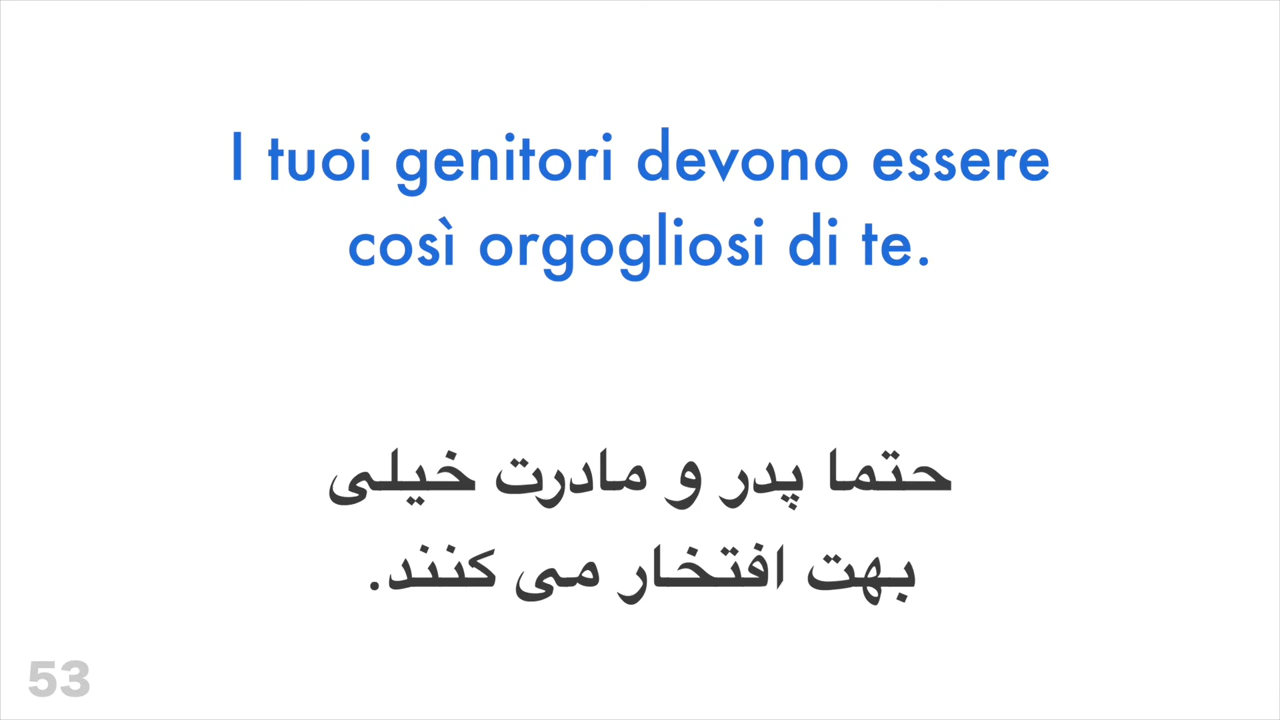 I tuoi genitori devono essere
così orgogliosi di te.
حتما پدر و مادرت خیلی
بهت افتخار می کنند.
53